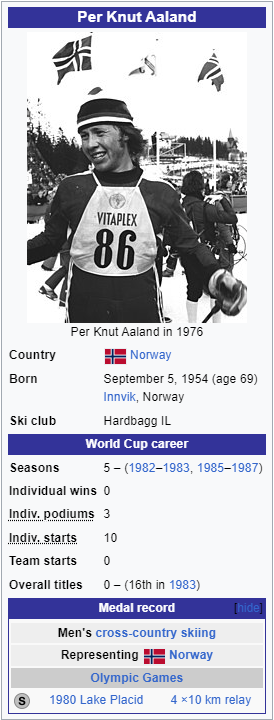 Per Knut Aaland
VITAPLEX
86
Per Knut Aaland in 1976
Country Norway
Born September 5, 1954 (age 69)
Innvik, Norway
Ski club Hardbagg IL
World Cup career
Seasons 5 – (1982–1983, 1985–1987)
Individual wins 0
Indiv. podiums 3
Indiv. starts 10
Team starts 0
Overall titles 0 – (16th in 1983)
Medal record [hide]
Men's cross-country skiing
Representing Norway
Olympic Games
S 1980 Lake Placid 4 ×10 km relay